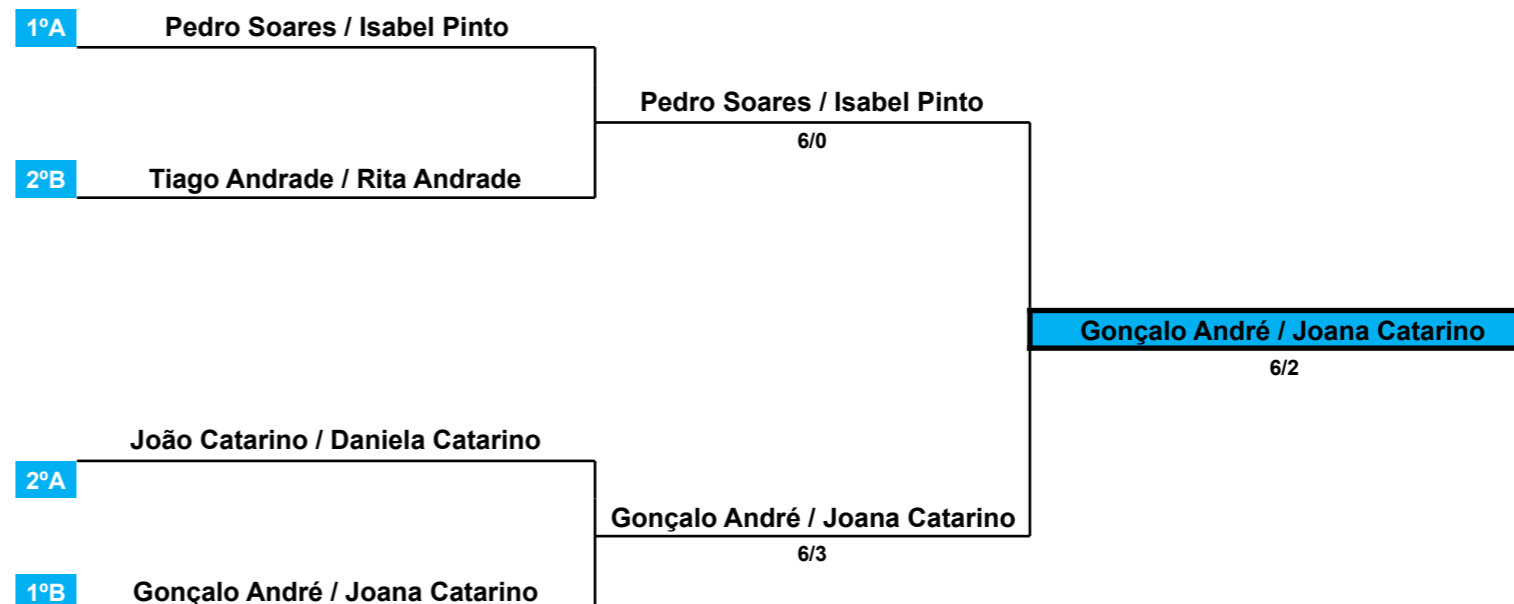 1ºA Pedro Soares / Isabel Pinto
Pedro Soares / Isabel Pinto
6/0
2ºB Tiago Andrade / Rita Andrade
Gonçalo André / Joana Catarino
6/2
João Catarino / Daniela Catarino
2ºA
Gonçalo André / Joana Catarino
6/3
1ºB Gonçalo André / Joana Catarino